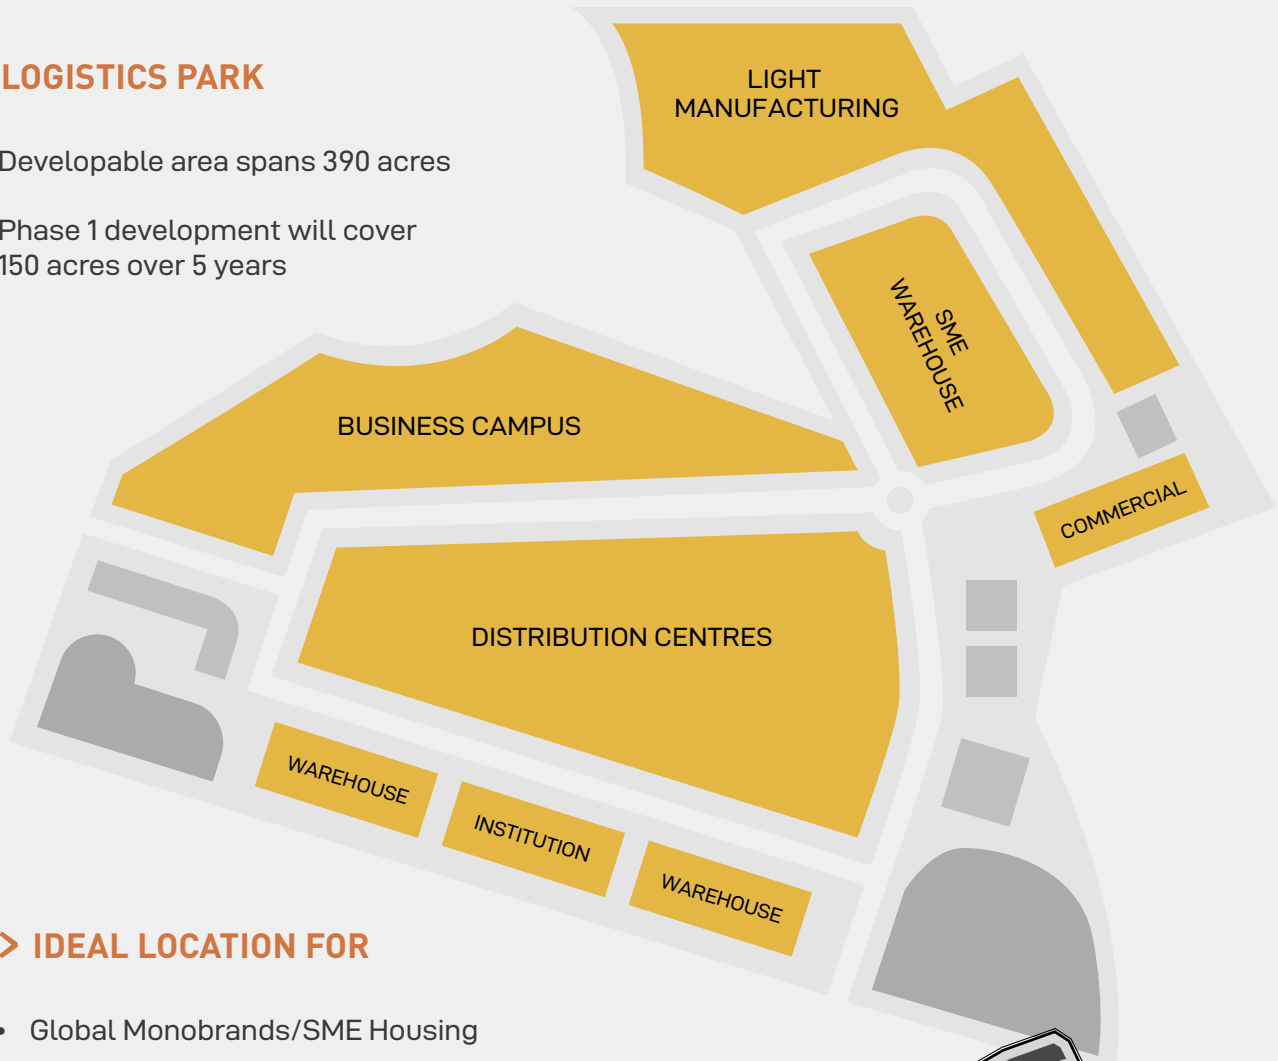 LOGISTICS PARK
Developable area spans 390 acres
Phase 1 development will cover
150 acres over 5 years
LIGHT
MANUFACTURING
SME
WAREHOUSE
BUSINESS CAMPUS
COMMERCIAL
DISTRIBUTION CENTRES
WAREHOUSE
INSTITUTION
WAREHOUSE
> IDEAL LOCATION FOR
• Global Monobrands/SME Housing